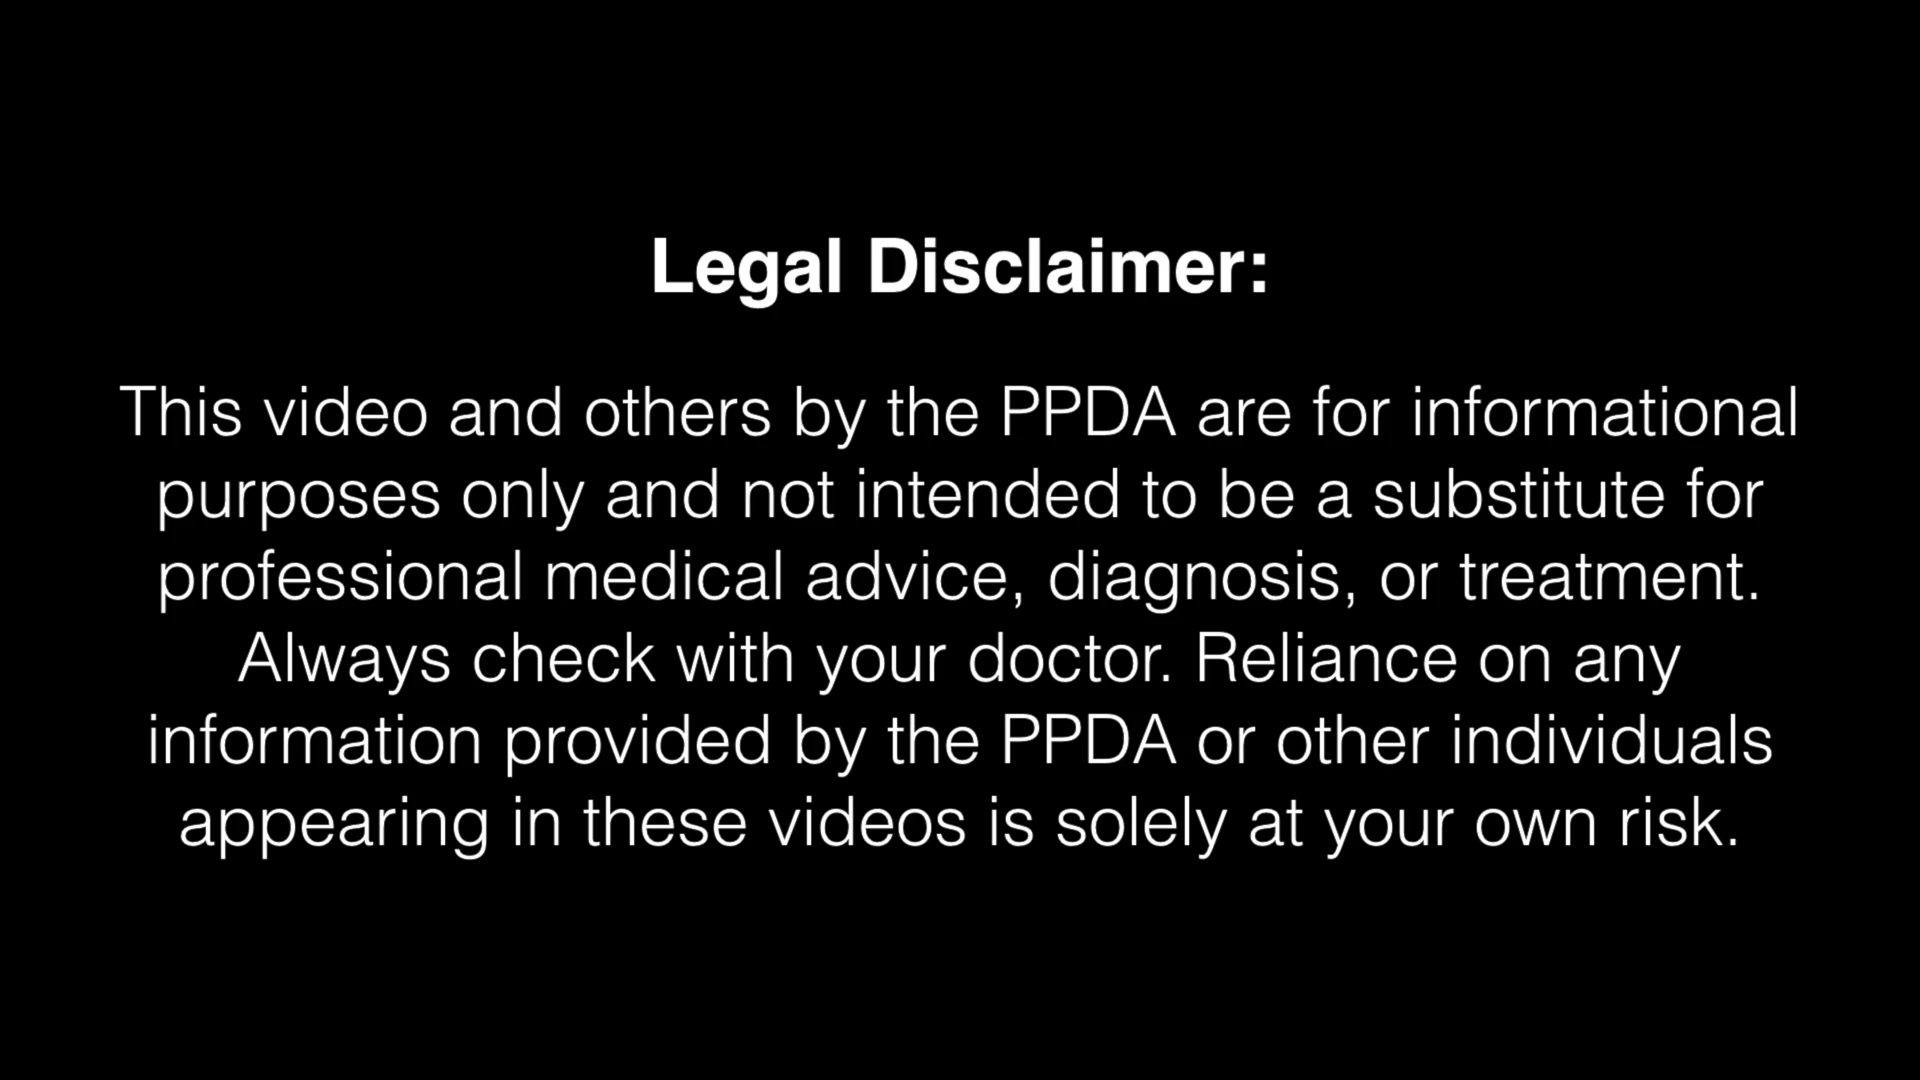 Legal Disclaimer:
This video and others by the PPDA are for informational
purposes only and not intended to be a substitute for
professional medical advice, diagnosis, or treatment.
Always check with your doctor. Reliance on any
information provided by the PPDA or other individuals
appearing in these videos is solely at your own risk.